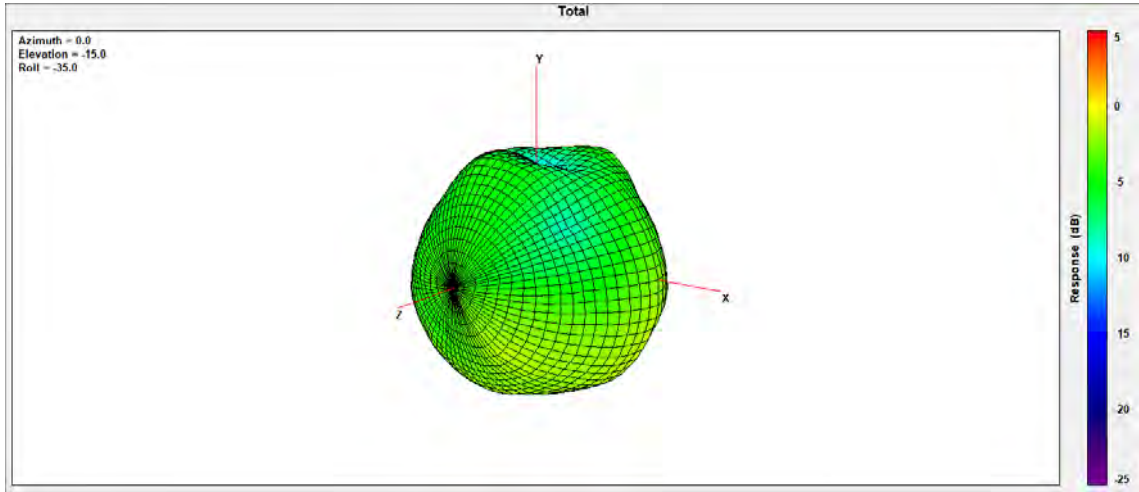 Total
Azimuth = 0.0
Elevation = -15.0
Roll = -35.0
Y
X
Z
5
0
-5
-10
-15
-20
-25
Response (dB)